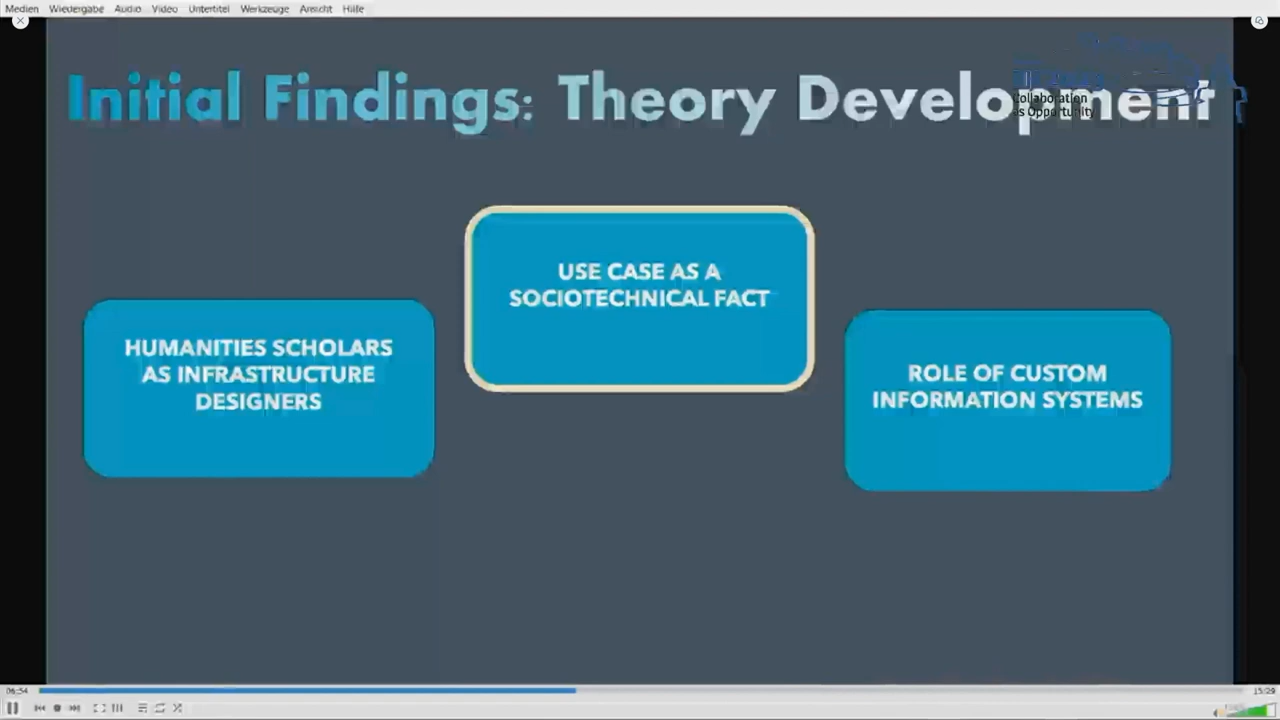 Medien Wiedergabe Audio Video Untertitel Werkzeuge Ansicht Hilfe
Initial Findings: Theory Development
Collaboration
as Opportunity
USE CASE AS A
SOCIOTECHNICAL FACT
HUMANITIES SCHOLARS
AS INFRASTRUCTURE
DESIGNERS
ROLE OF CUSTOM
INFORMATION SYSTEMS
06:54
15:29